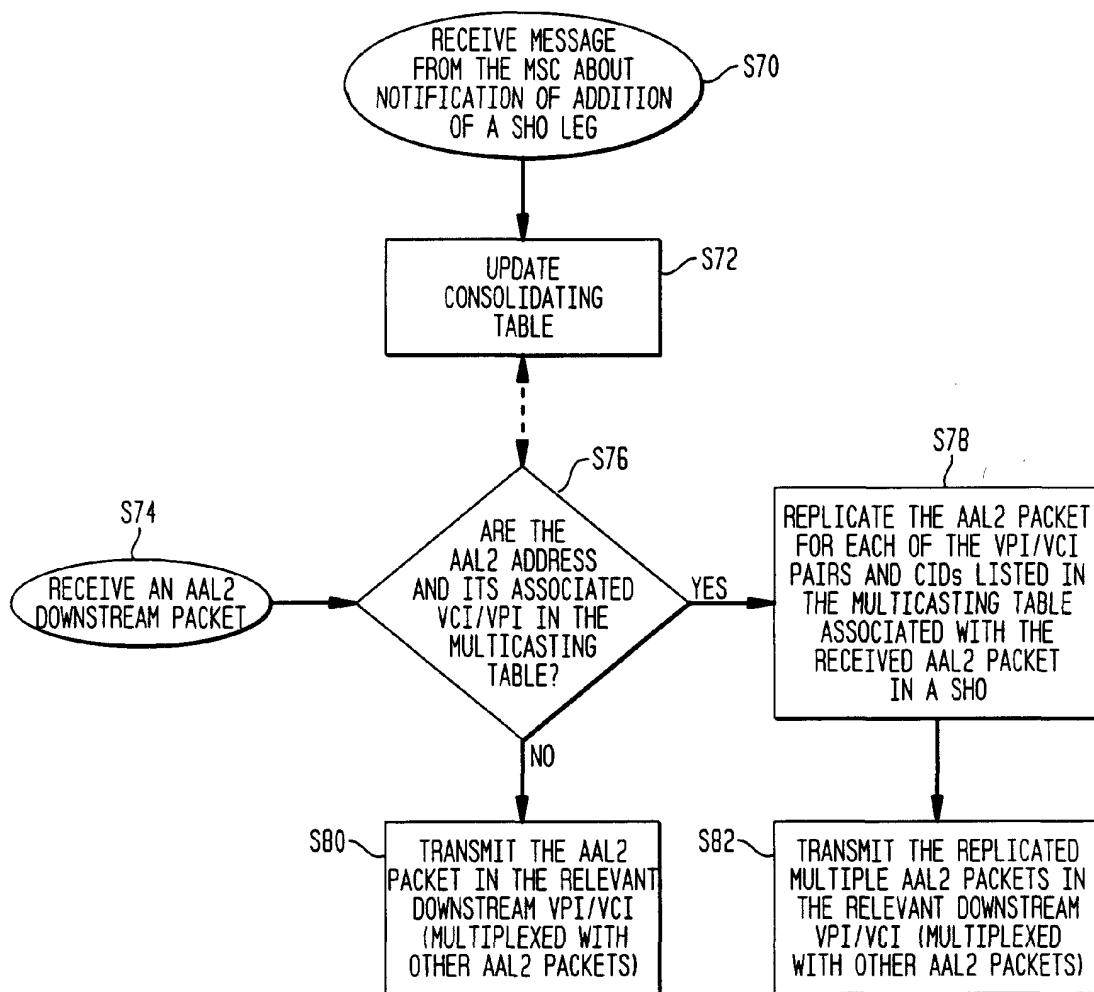 RECEIVE MESSAGE
FROM THE MSC ABOUT
NOTIFICATION OF ADDITION
OF A SHO LEG
S70
UPDATE
CONSOLIDATING
TABLE
S72
S74
RECEIVE AN AAL2
DOWNSTREAM PACKET
S76
ARE THE
AAL2 ADDRESS
AND ITS ASSOCIATED
VCI/VPI IN THE
MULTICASTING
TABLE?
YES
NO
S78
REPLICATE THE AAL2 PACKET
FOR EACH OF THE VPI/VCI
PAIRS AND CIDs LISTED IN
THE MULTICASTING TABLE
ASSOCIATED WITH THE
RECEIVED AAL2 PACKET
IN A SHO
S80
TRANSMIT THE AAL2
PACKET IN THE RELEVANT
DOWNSTREAM VPI/VCI
(MULTIPLEXED WITH
OTHER AAL2 PACKETS)
S82
TRANSMIT THE REPLICATED
MULTIPLE AAL2 PACKETS IN
THE RELEVANT DOWNSTREAM
VPI/VCI (MULTIPLEXED
WITH OTHER AAL2 PACKETS)